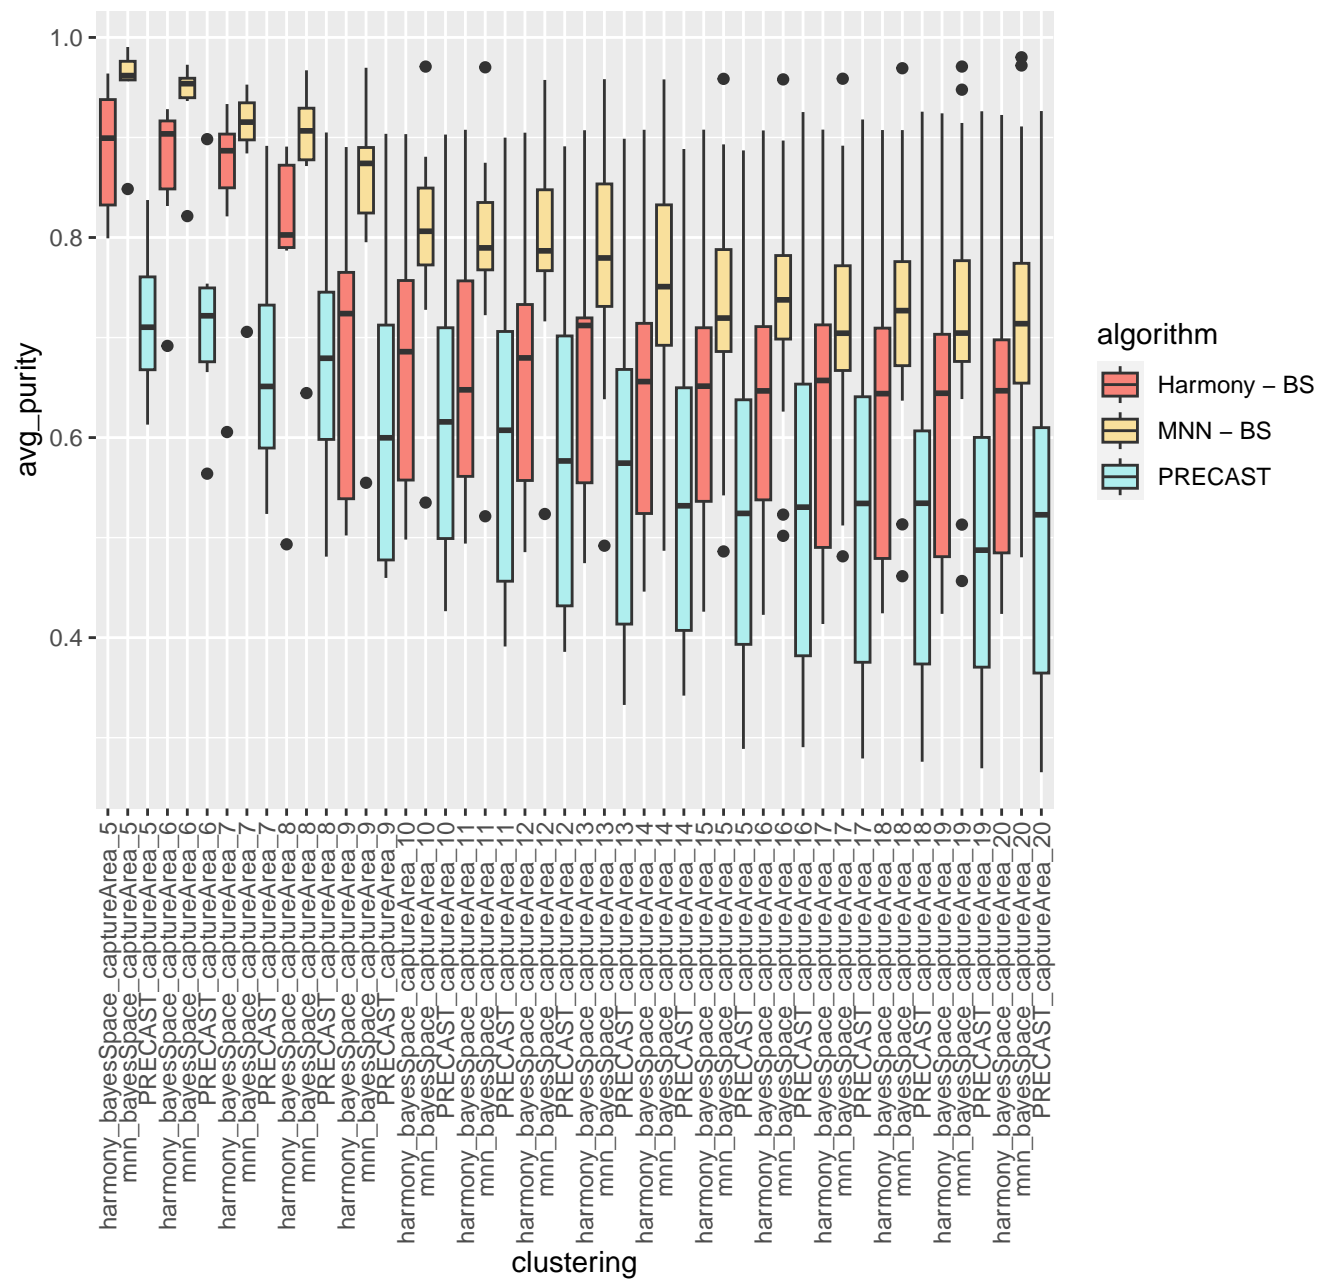 1.0
0.8
0.6
0.4
avg_purity
harmony_bayesSpace_captureArea_5
mnn_bayesSpace_captureArea_5
PRECAST_captureArea_5
harmony_bayesSpace_captureArea_6
mnn_bayesSpace_captureArea_6
PRECAST_captureArea_6
harmony_bayesSpace_captureArea_7
mnn_bayesSpace_captureArea_7
PRECAST_captureArea_7
harmony_bayesSpace_captureArea_8
mnn_bayesSpace_captureArea_8
PRECAST_captureArea_8
harmony_bayesSpace_captureArea_9
mnn_bayesSpace_captureArea_9
PRECAST_captureArea_9
harmony_bayesSpace_captureArea_10
mnn_bayesSpace_captureArea_10
PRECAST_captureArea_10
harmony_bayesSpace_captureArea_11
mnn_bayesSpace_captureArea_11
PRECAST_captureArea_11
harmony_bayesSpace_captureArea_12
mnn_bayesSpace_captureArea_12
PRECAST_captureArea_12
harmony_bayesSpace_captureArea_13
mnn_bayesSpace_captureArea_13
PRECAST_captureArea_13
harmony_bayesSpace_captureArea_14
mnn_bayesSpace_captureArea_14
PRECAST_captureArea_14
harmony_bayesSpace_captureArea_15
mnn_bayesSpace_captureArea_15
PRECAST_captureArea_15
harmony_bayesSpace_captureArea_16
mnn_bayesSpace_captureArea_16
PRECAST_captureArea_16
harmony_bayesSpace_captureArea_17
mnn_bayesSpace_captureArea_17
PRECAST_captureArea_17
harmony_bayesSpace_captureArea_18
mnn_bayesSpace_captureArea_18
PRECAST_captureArea_18
harmony_bayesSpace_captureArea_19
mnn_bayesSpace_captureArea_19
PRECAST_captureArea_19
harmony_bayesSpace_captureArea_20
mnn_bayesSpace_captureArea_20
PRECAST_captureArea_20
clustering
algorithm
Harmony − BS
MNN − BS
PRECAST